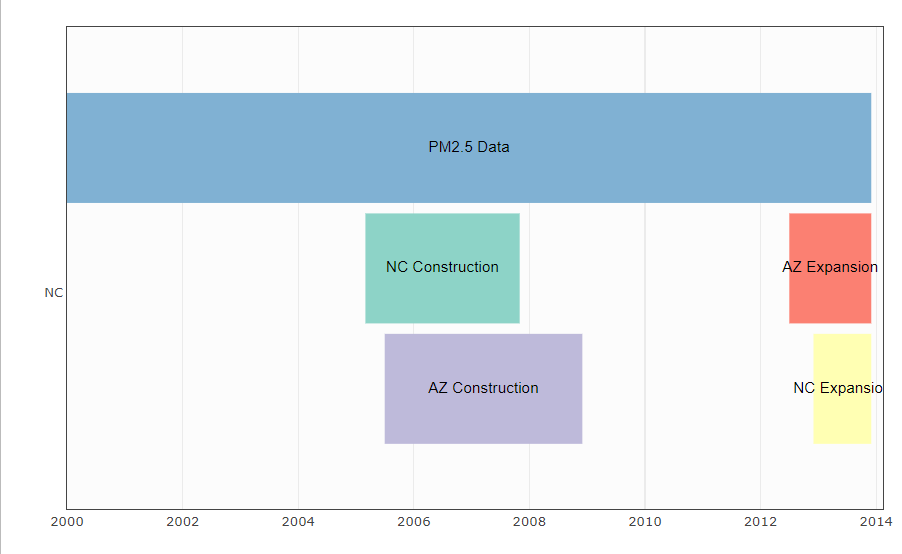 PM2.5 Data
NC Construction
AZ Expansion
NC
AZ Construction
NC Expansio
2000
2002
2004
2006
2008
2010
2012
2014